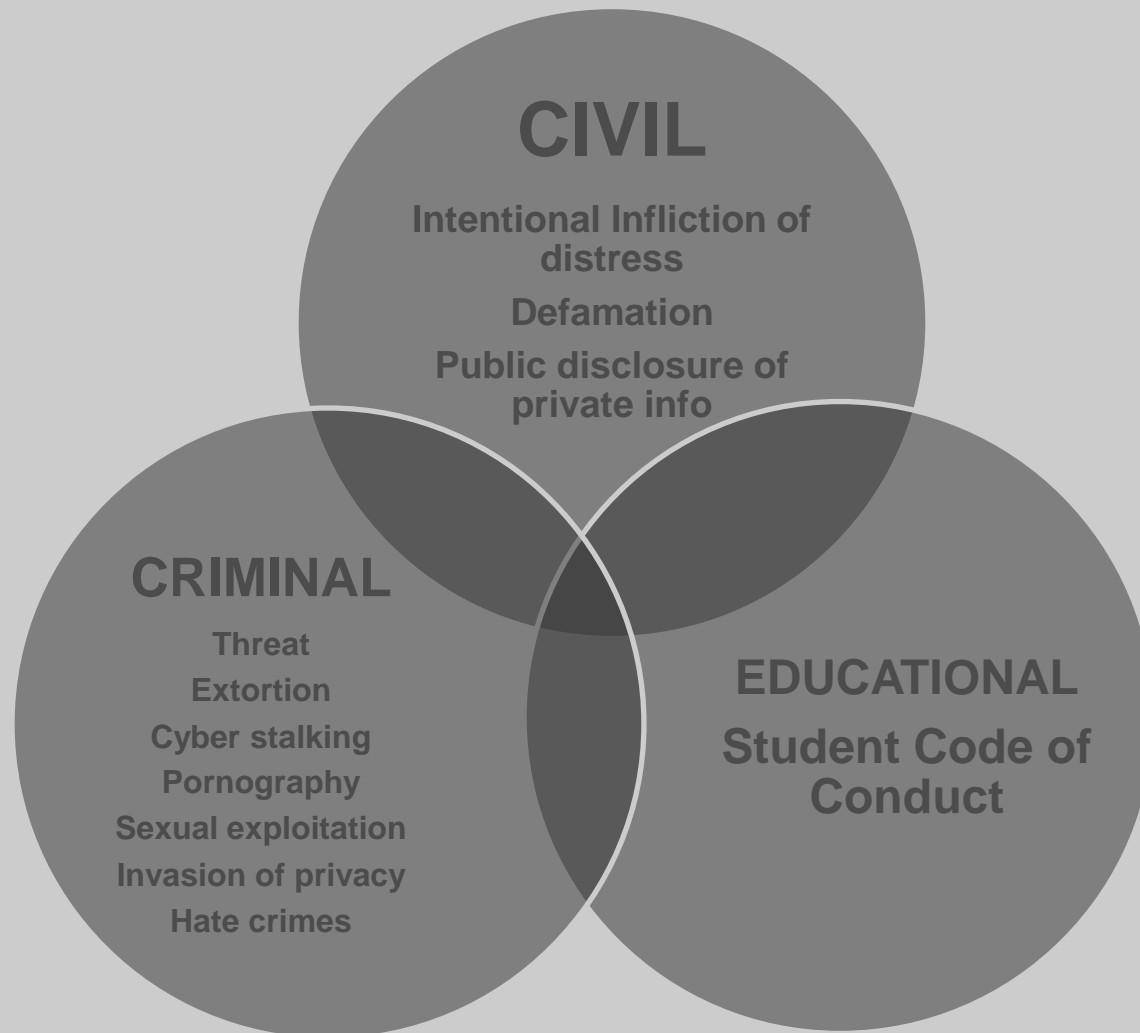 CIVIL
Intentional Infliction of
distress
Defamation
Public disclosure of
private info
CRIMINAL
Threat
Extortion
Cyber stalking
Pornography
Sexual exploitation
Invasion of privacy
Hate crimes
EDUCATIONAL
Student Code of
Conduct